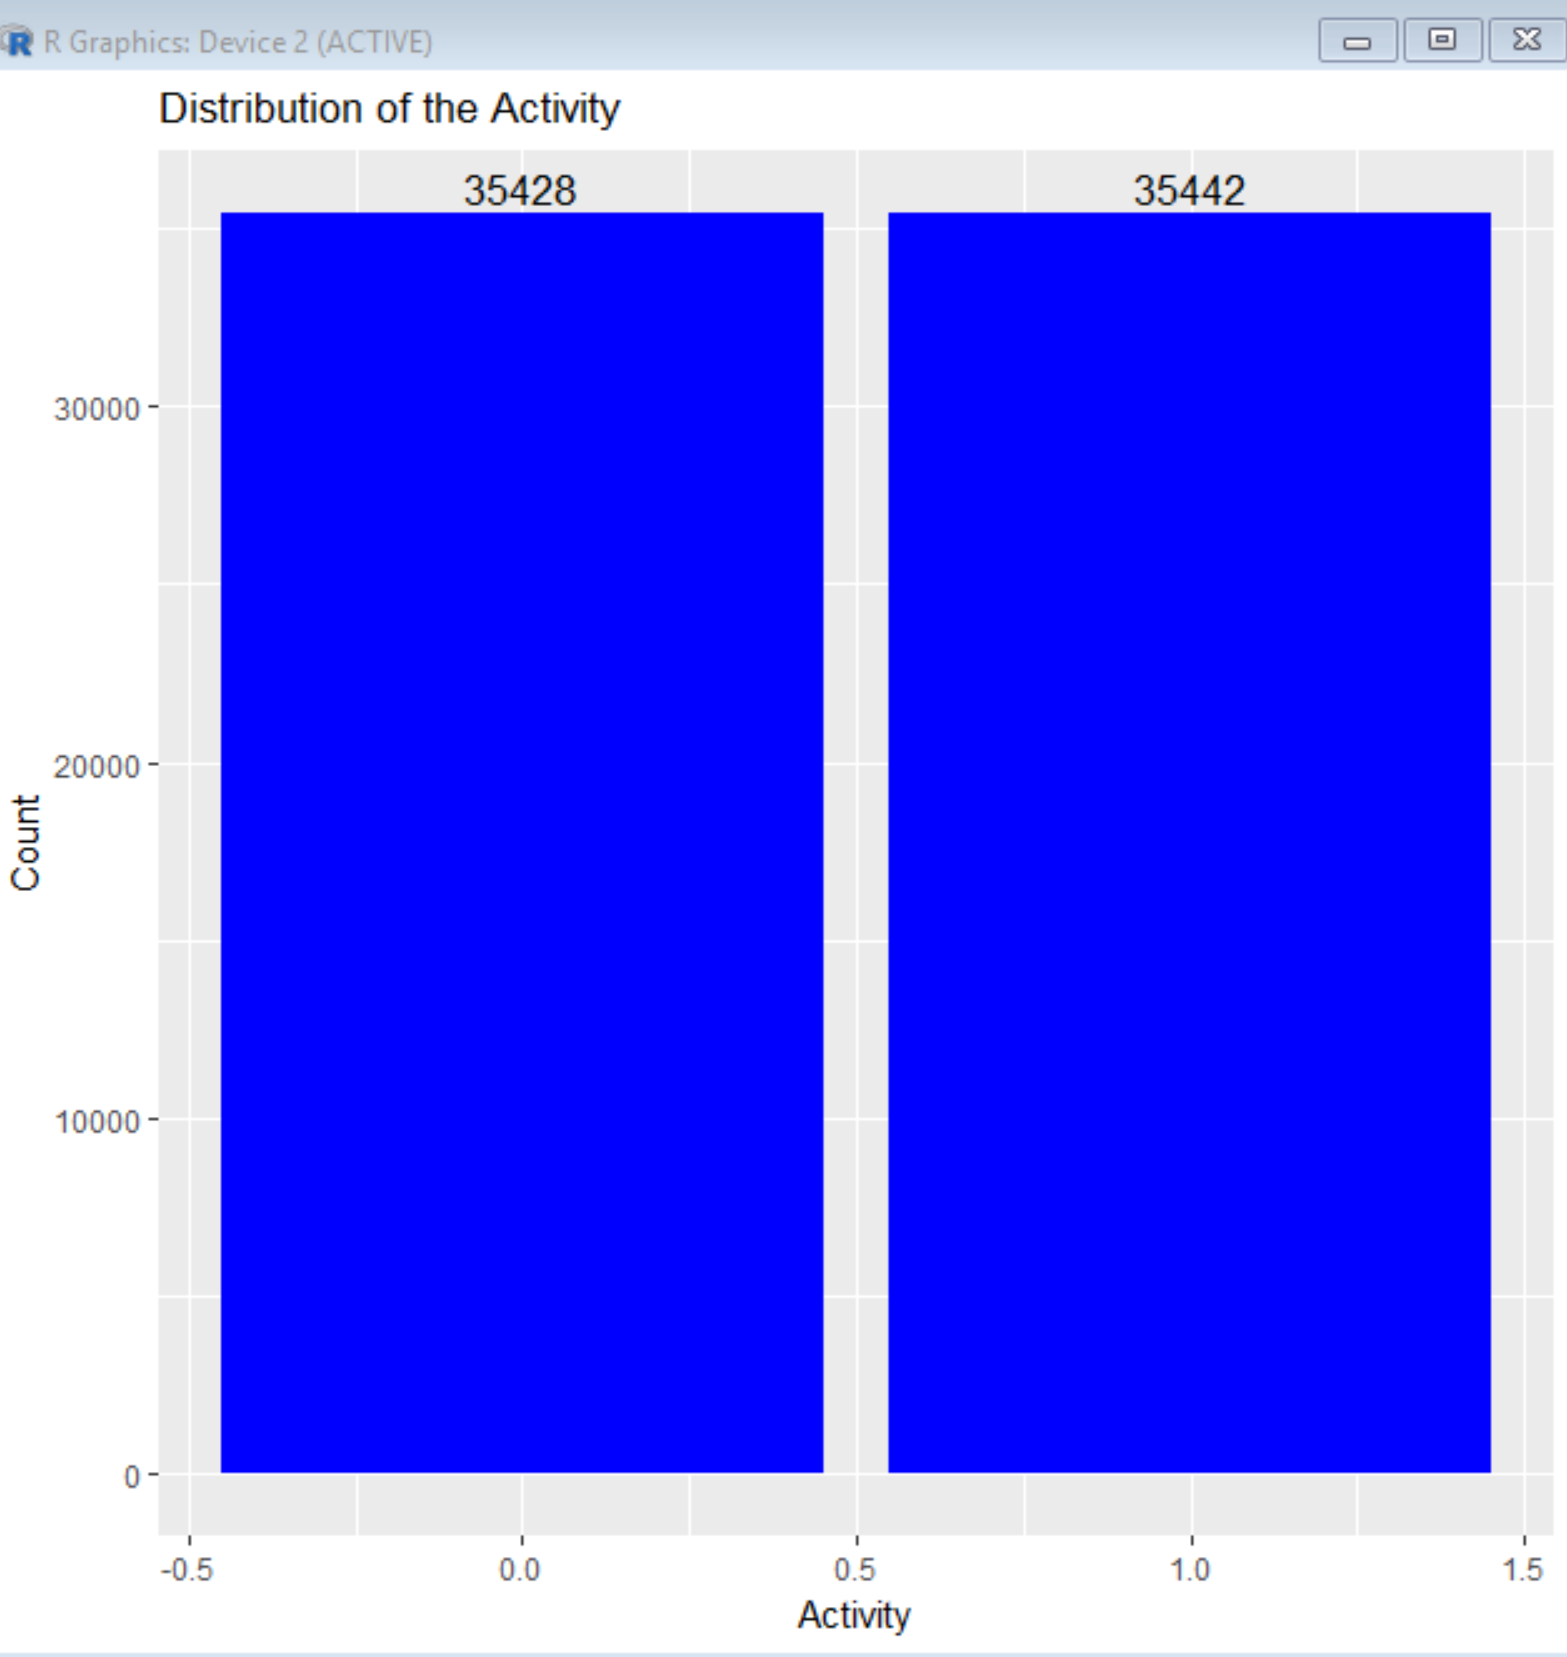 R Graphics: Device 2 (ACTIVE)
Distribution of the Activity
35428 35442
30000
20000
10000
0
Count
-0.5 0.0 0.5 1.0 1.5
Activity